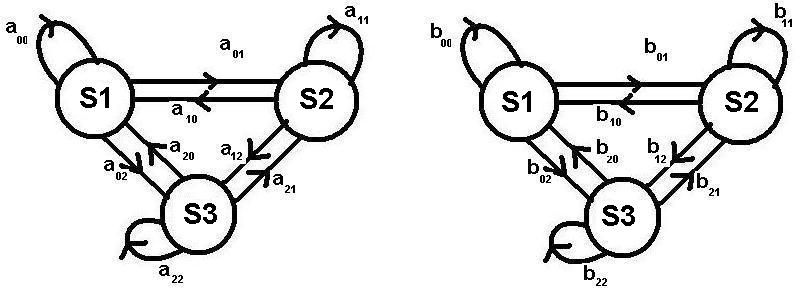 a₀₀
a₁₁
a₀₁
S1
S2
a₁₀
a₂₀
a₁₂
a₀₂
a₂₁
S3
a₂₂
b₀₀
b₁₁
b₀₁
S1
S2
b₁₀
b₂₀
b₁₂
b₀₂
b₂₁
S3
b₂₂